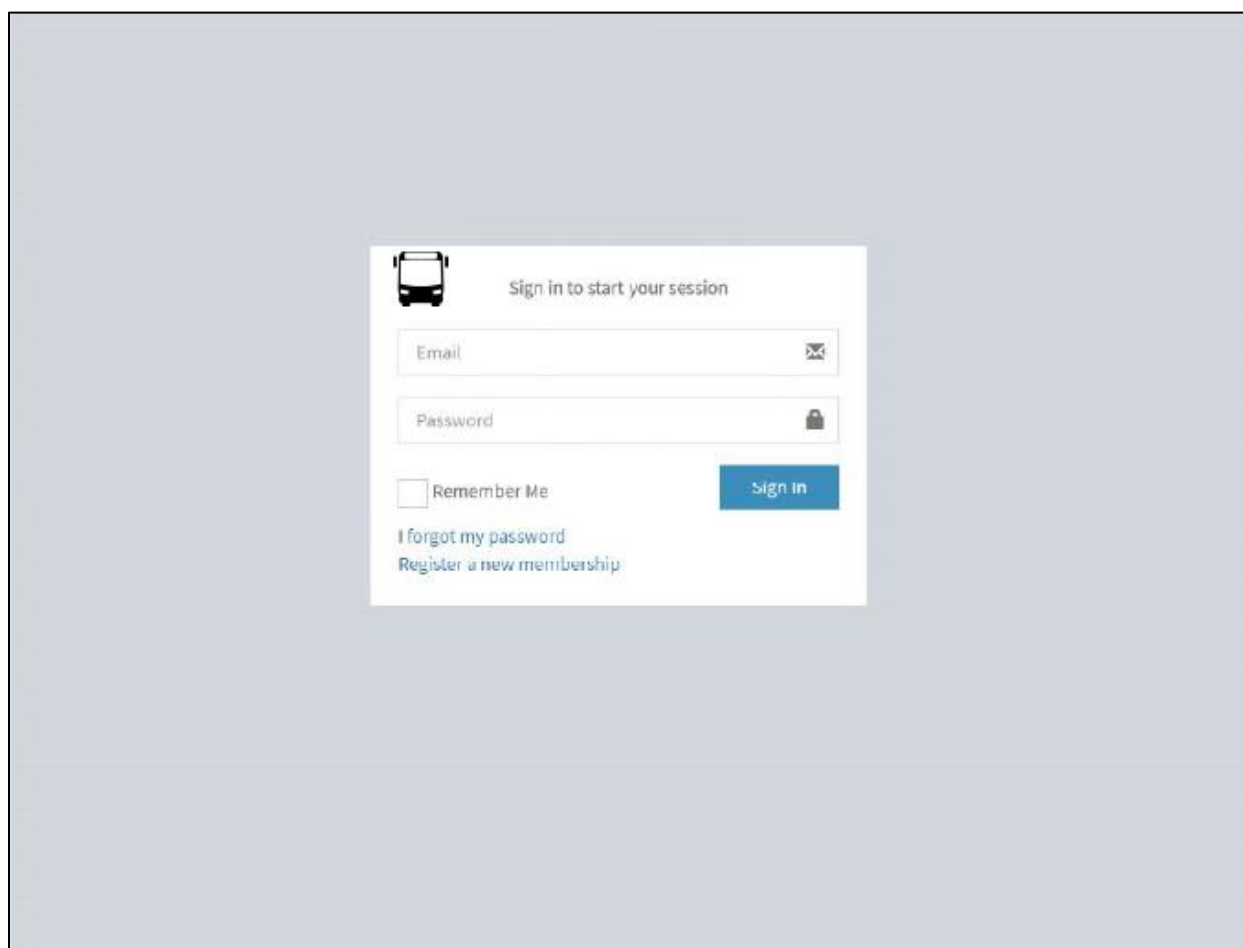 Sign in to start your session
Email
Password
Remember Me
Sign In
I forgot my password
Register a new membership